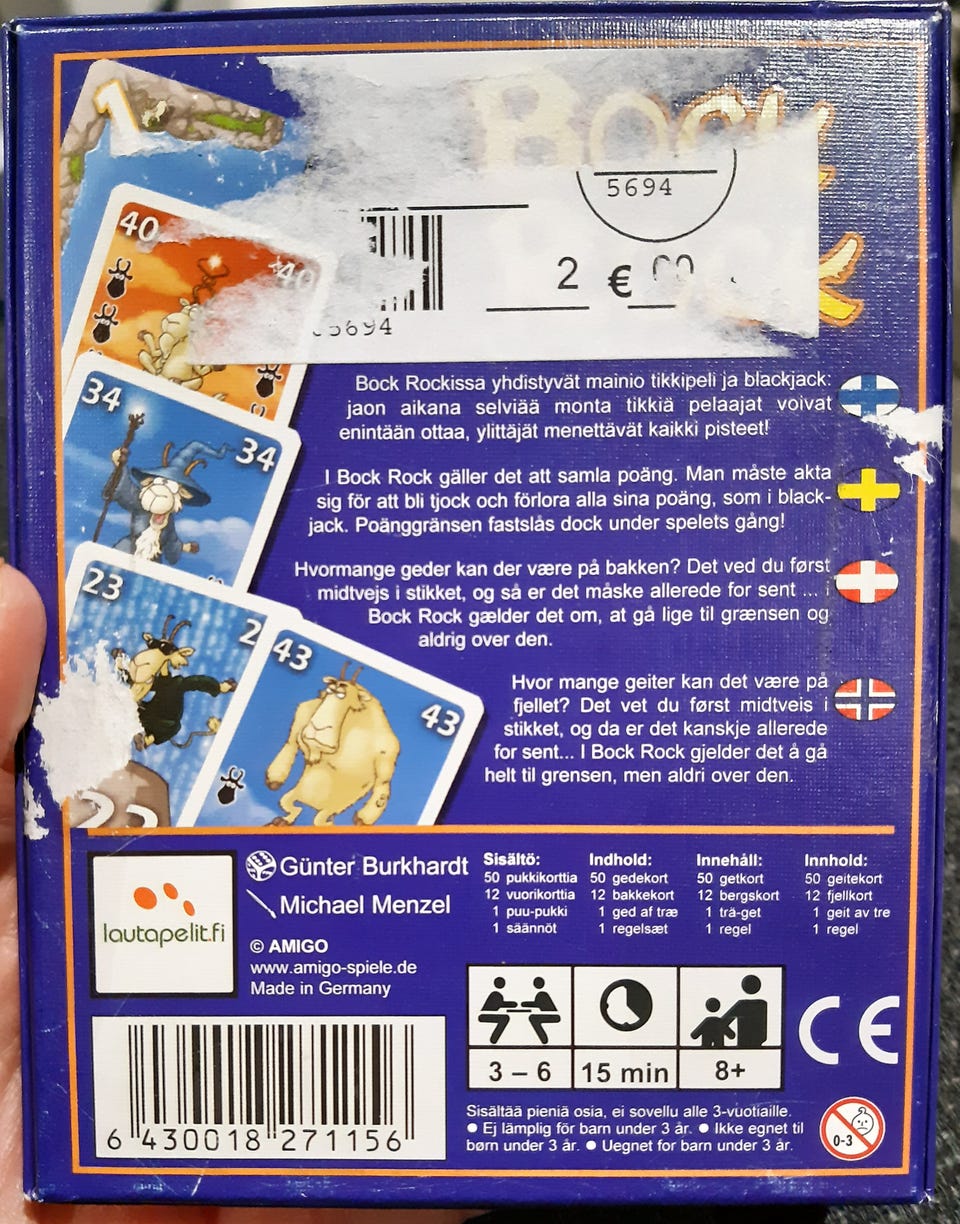 1
BOCK
5694
40
40
2 € 00
5694
34
34
23
2
43
43
23
Bock Rockissa yhdistyvät mainio tikkipeli ja blackjack:
jaon aikana selviää monta tikkiä pelaajat voivat
enintään ottaa, ylittäjät menettävät kaikki pisteet!
I Bock Rock gäller det att samla poäng. Man måste akta
sig för att bli tjock och förlora alla sina poäng, som i black-
jack. Poänggränsen fastslås dock under spelets gång!
Hvormange geder kan der være på bakken? Det ved du først
midtvejs i stikket, og så er det måske allerede for sent ... i
Bock Rock gælder det om, at gå lige til grænsen og
aldrig over den.
Hvor mange geiter kan det være på
fjellet? Det vet du først midtveis i
stikket, og da er det kanskje allerede
for sent... I Bock Rock gjelder det å gå
helt til grensen, men aldri over den.
lautapelit.fi
Günter Burkhardt
Michael Menzel
© AMIGO
www.amigo-spiele.de
Made in Germany
Sisältö:
50 pukkikorttia
12 vuorikorttia
1 puu-pukki
1 säännöt
Indhold:
50 gedekort
12 bakkekort
1 ged af træ
1 regelsæt
Innehåll:
50 getkort
12 bergskort
1 trä-get
1 regel
Innhold:
50 geitekort
12 fjellkort
1 geit av tre
1 regel
3 – 6
15 min
8+
CE
6 430018 271156
Sisältää pieniä osia, ei sovellu alle 3-vuotiaille.
● Ej lämplig för barn under 3 år. ● Ikke egnet til
børn under 3 år. ● Uegnet for barn under 3 år.
0-3